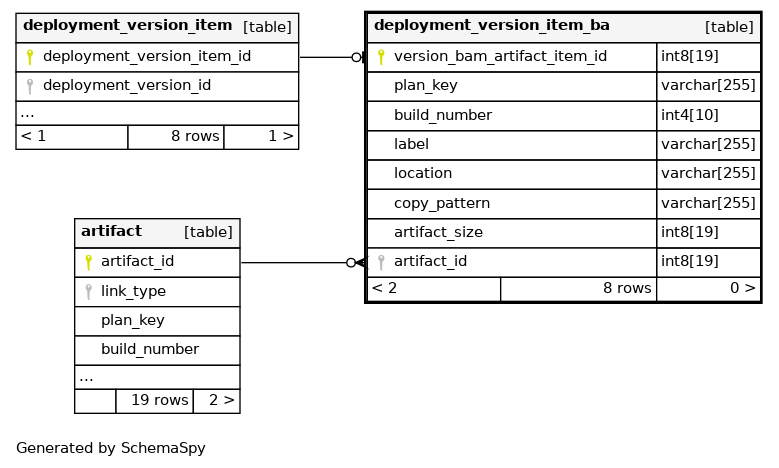 deployment_version_item [table]
deployment_version_item_id
deployment_version_id
...
< 1 8 rows 1 >
deployment_version_item_ba [table]
version_bam_artifact_item_id int8[19]
plan_key varchar[255]
build_number int4[10]
label varchar[255]
location varchar[255]
copy_pattern varchar[255]
artifact_size int8[19]
artifact_id int8[19]
< 2 8 rows 0 >
artifact [table]
artifact_id
link_type
plan_key
build_number
...
19 rows 2 >
Generated by SchemaSpy